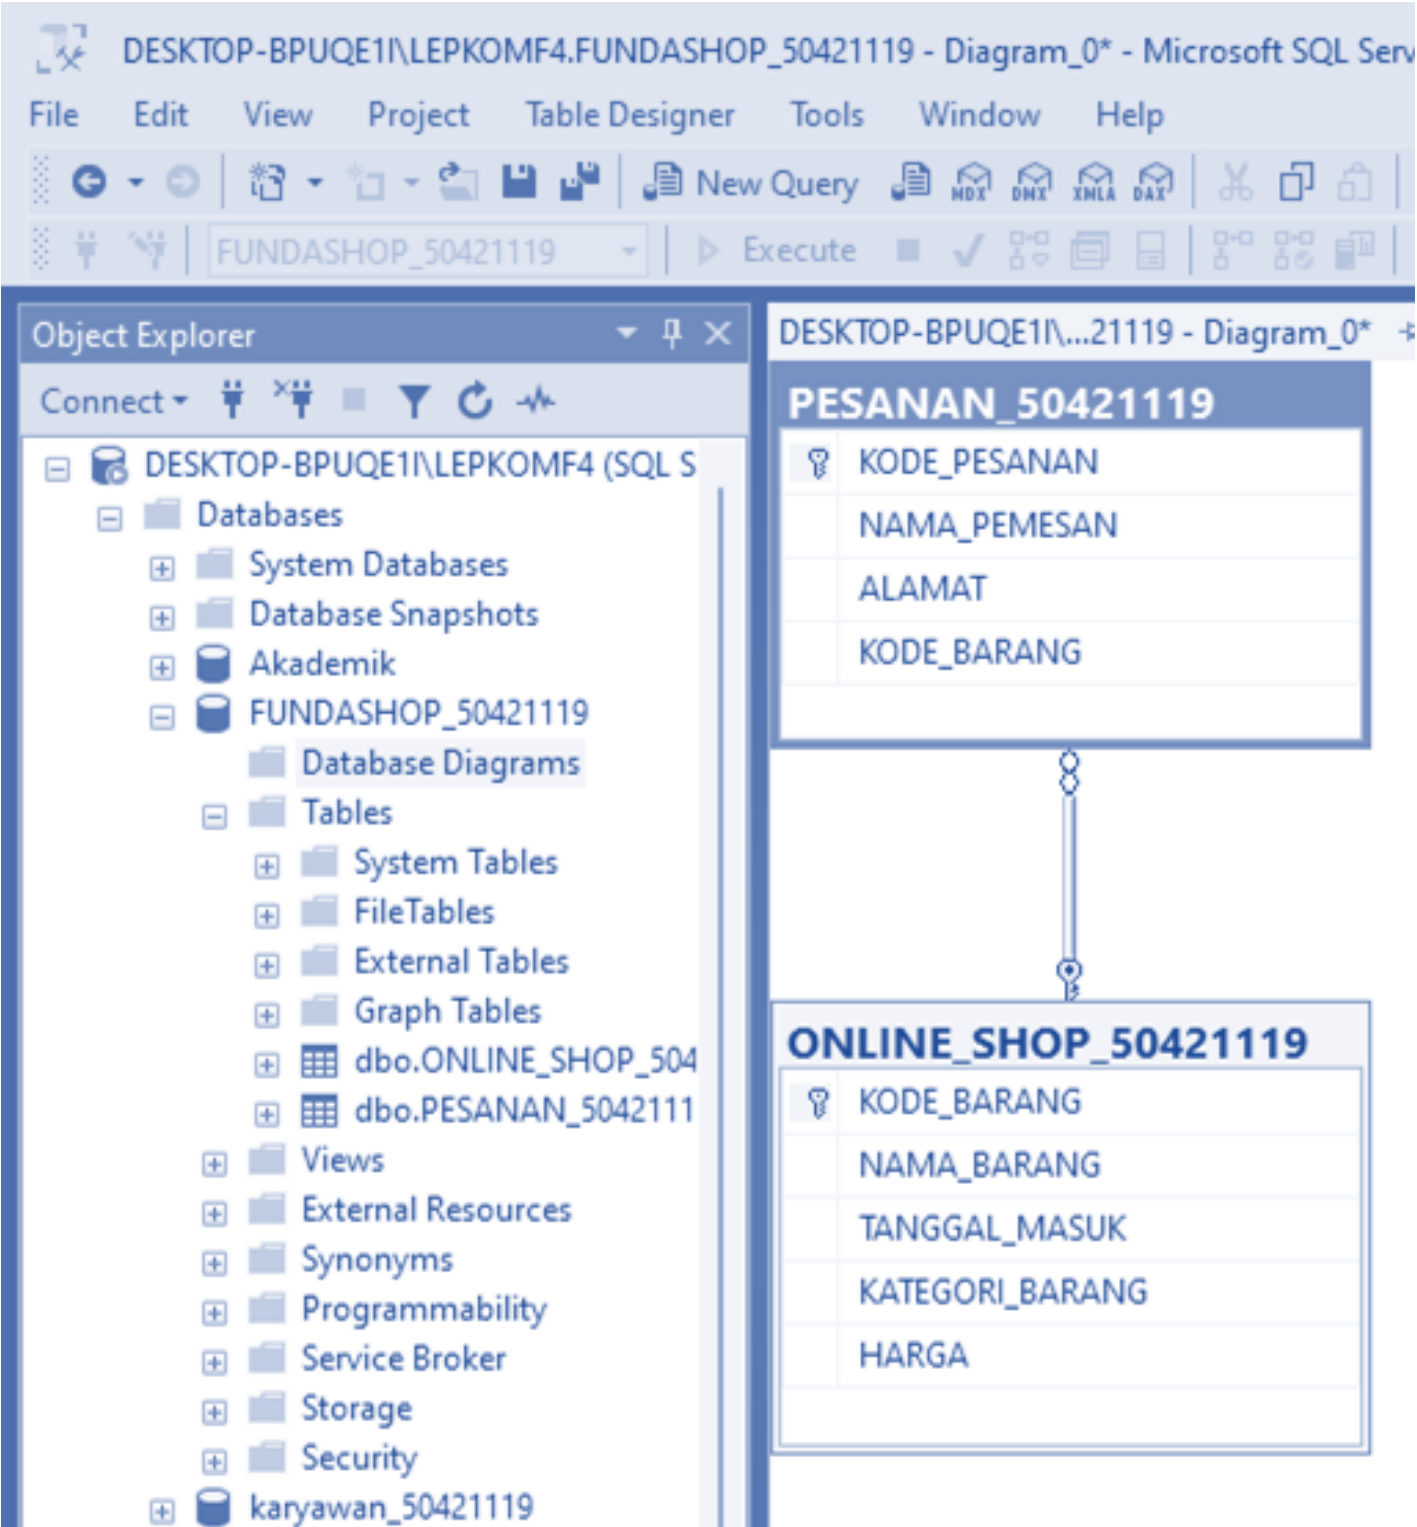 DESKTOP-BPUQE1I\LEPKOMF4.FUNDASHOP_50421119 - Diagram_0* - Microsoft SQL Serv
File Edit View Project Table Designer Tools Window Help
New Query MDX DMX XMLA DAX
FUNDASHOP_50421119 Execute
Object Explorer
Connect
DESKTOP-BPUQE1I\LEPKOMF4 (SQL S
Databases
System Databases
Database Snapshots
Akademik
FUNDASHOP_50421119
Database Diagrams
Tables
System Tables
FileTables
External Tables
Graph Tables
dbo.ONLINE_SHOP_504
dbo.PESANAN_5042111
Views
External Resources
Synonyms
Programmability
Service Broker
Storage
Security
karyawan_50421119
DESKTOP-BPUQE1I\...21119 - Diagram_0*
PESANAN_50421119
KODE_PESANAN
NAMA_PEMESAN
ALAMAT
KODE_BARANG
ONLINE_SHOP_50421119
KODE_BARANG
NAMA_BARANG
TANGGAL_MASUK
KATEGORI_BARANG
HARGA